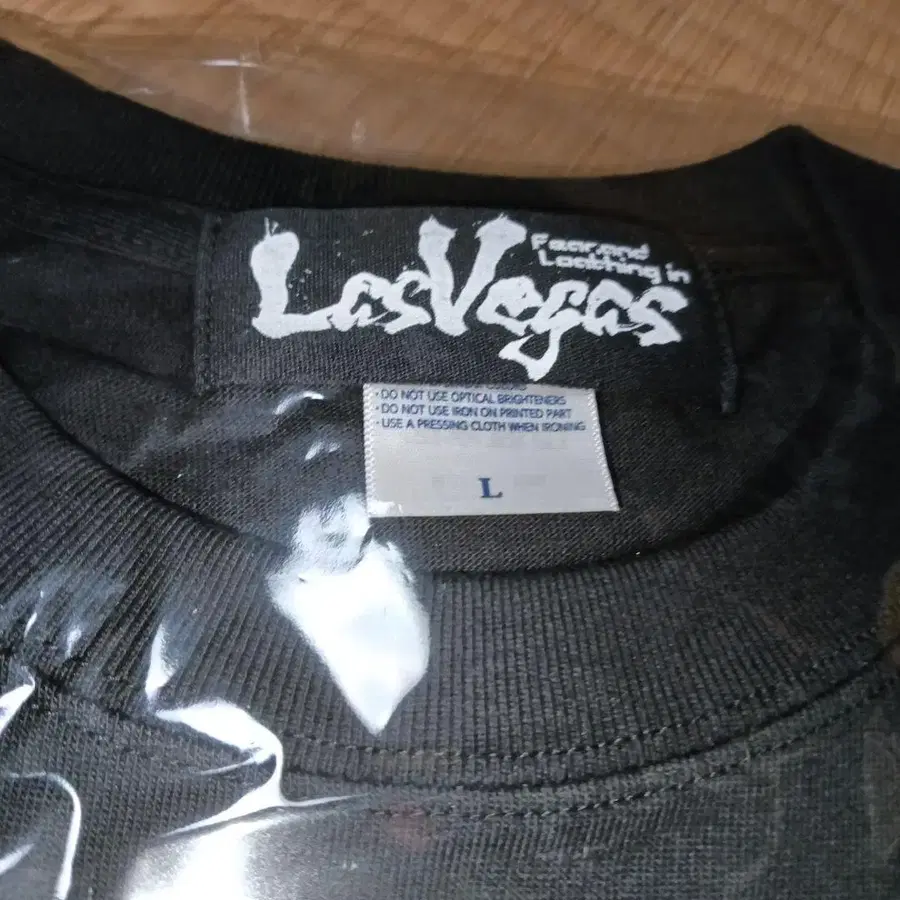 Fear and
Loathing in
LasVegas
· DO NOT USE OPTICAL BRIGHTENERS
· DO NOT USE IRON ON PRINTED PART
· USE A PRESSING CLOTH WHEN IRONING
L